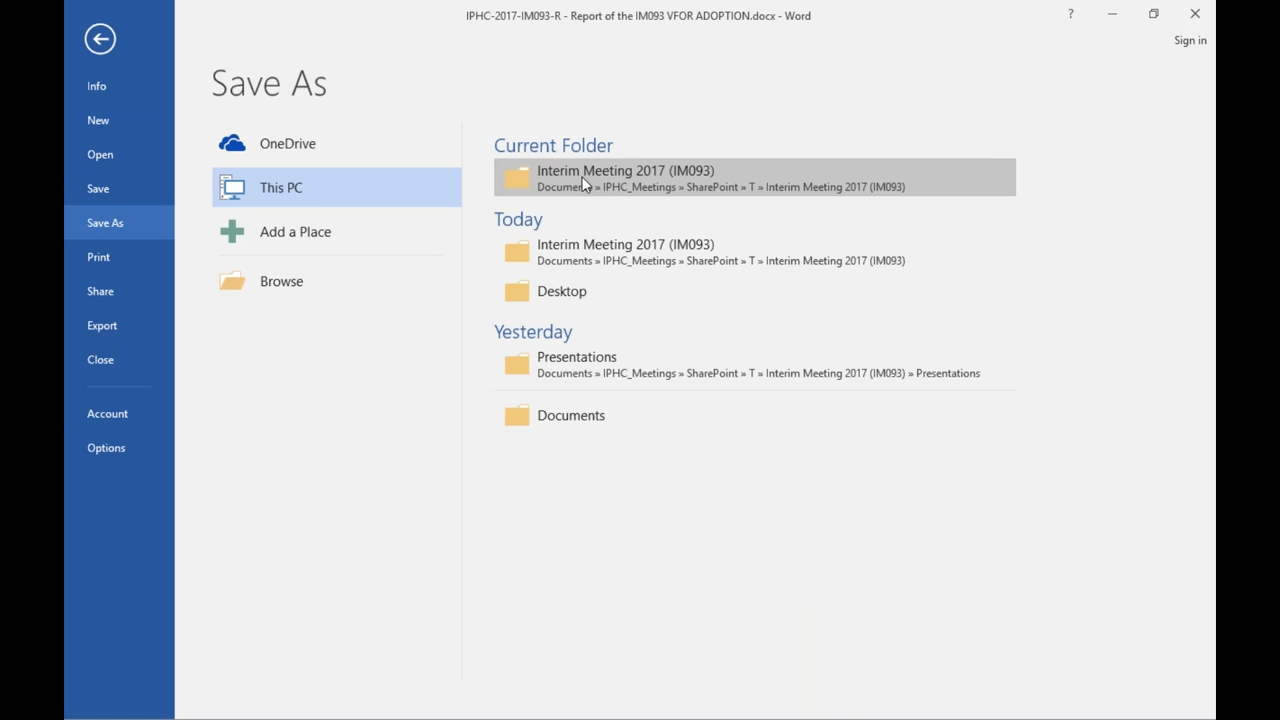 IPHC-2017-IM093-R - Report of the IM093 VFOR ADOPTION.docx - Word
?
Sign in
Info
New
Open
Save
Save As
Print
Share
Export
Close
Account
Options
Save As
OneDrive
This PC
Add a Place
Browse
Current Folder
Interim Meeting 2017 (IM093)
Documents » IPHC_Meetings » SharePoint » T » Interim Meeting 2017 (IM093)
Today
Interim Meeting 2017 (IM093)
Documents » IPHC_Meetings » SharePoint » T » Interim Meeting 2017 (IM093)
Desktop
Yesterday
Presentations
Documents » IPHC_Meetings » SharePoint » T » Interim Meeting 2017 (IM093) » Presentations
Documents